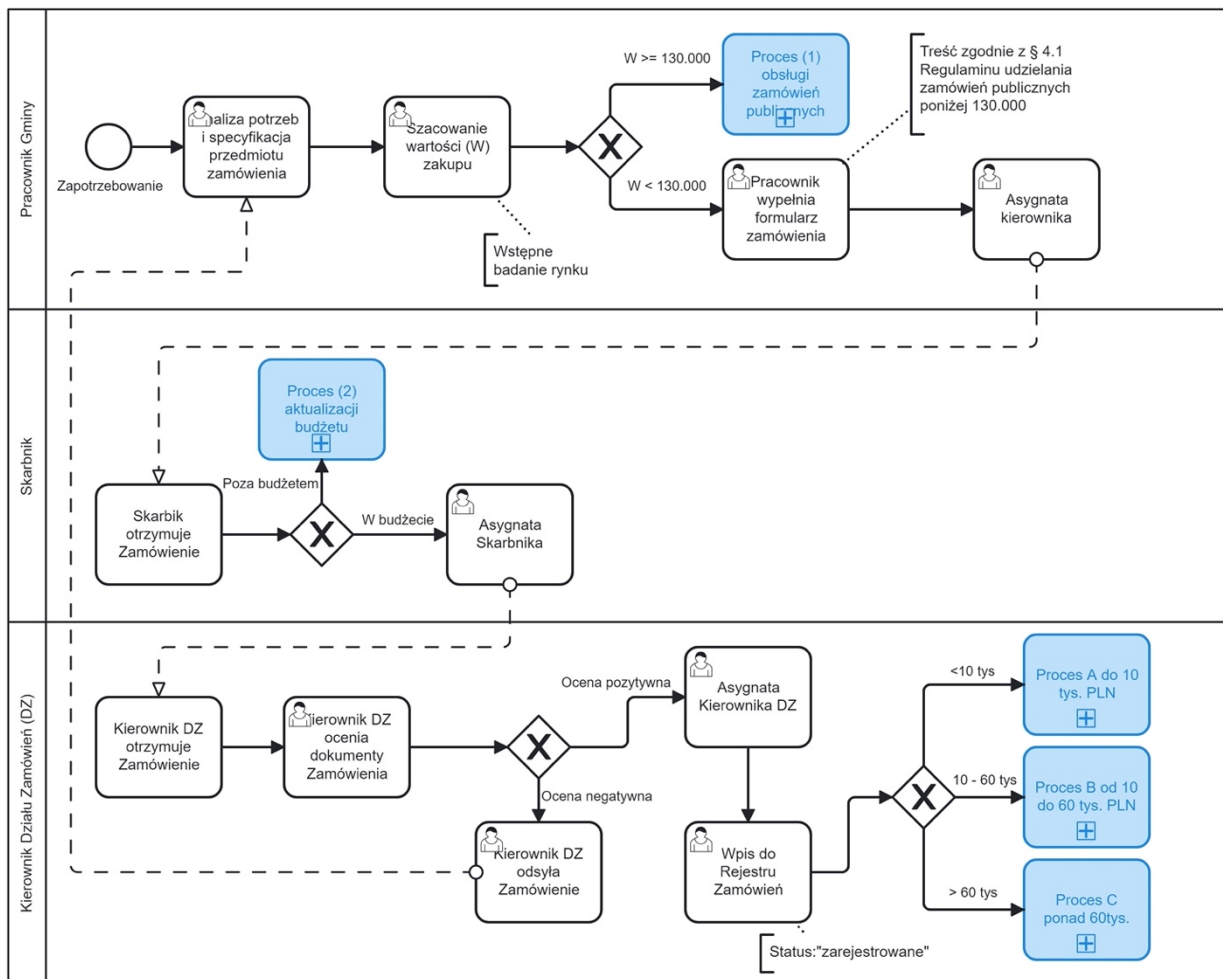 Pracownik Gminy
Zapotrzebowanie
Analiza potrzeb
i specyfikacja
przedmiotu
zamówienia
Szacowanie
wartości (W)
zakupu
Wstępne
badanie rynku
W >= 130.000
Proces (1)
obsługi
zamówień
publicznych
W < 130.000
Pracownik
wypełnia
formularz
zamówienia
Treść zgodnie z § 4.1
Regulaminu udzielania
zamówień publicznych
poniżej 130.000
Asygnata
kierownika
Skarbnik
Skarbik
otrzymuje
Zamówienie
Poza budżetem
Proces (2)
aktualizacji
budżetu
W budżecie
Asygnata
Skarbnika
Kierownik Działu Zamówień (DZ)
Kierownik DZ
otrzymuje
Zamówienie
Kierownik DZ
ocenia
dokumenty
Zamówienia
Ocena pozytywna
Ocena negatywna
Kierownik DZ
odsyła
Zamówienie
Asygnata
Kierownika DZ
Wpis do
Rejestru
Zamówień
Status:"zarejestrowane"
<10 tys
Proces A do 10
tys. PLN
10 - 60 tys
Proces B od 10
do 60 tys. PLN
> 60 tys
Proces C
ponad 60tys.